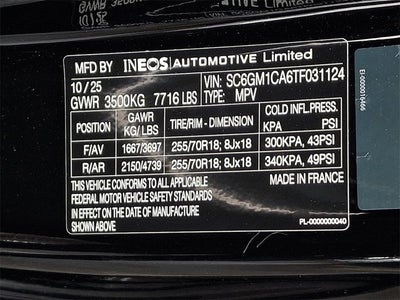 MFD BY INEOS AUTOMOTIVE Limited
10 / 25 VIN: SC6GM1CA6TF031124
GVWR 3500KG 7716 LBS TYPE: MPV
POSITION GAWR KG/ LBS TIRE/RIM - DIMENSION COLD INFL.PRESS. KPA PSI
F/AV 1667/3697 255/70R18; 8Jx18 300KPA, 43PSI
R/AR 2150/4739 255/70R18; 8Jx18 340KPA, 49PSI
THIS VEHICLE CONFORMS TO ALL APPLICABLE MADE IN FRANCE
FEDERAL MOTOR VEHICLE SAFETY STANDARDS
IN EFFECT ON THE DATE OF MANUFACTURE
SHOWN ABOVE
PL-0000000040